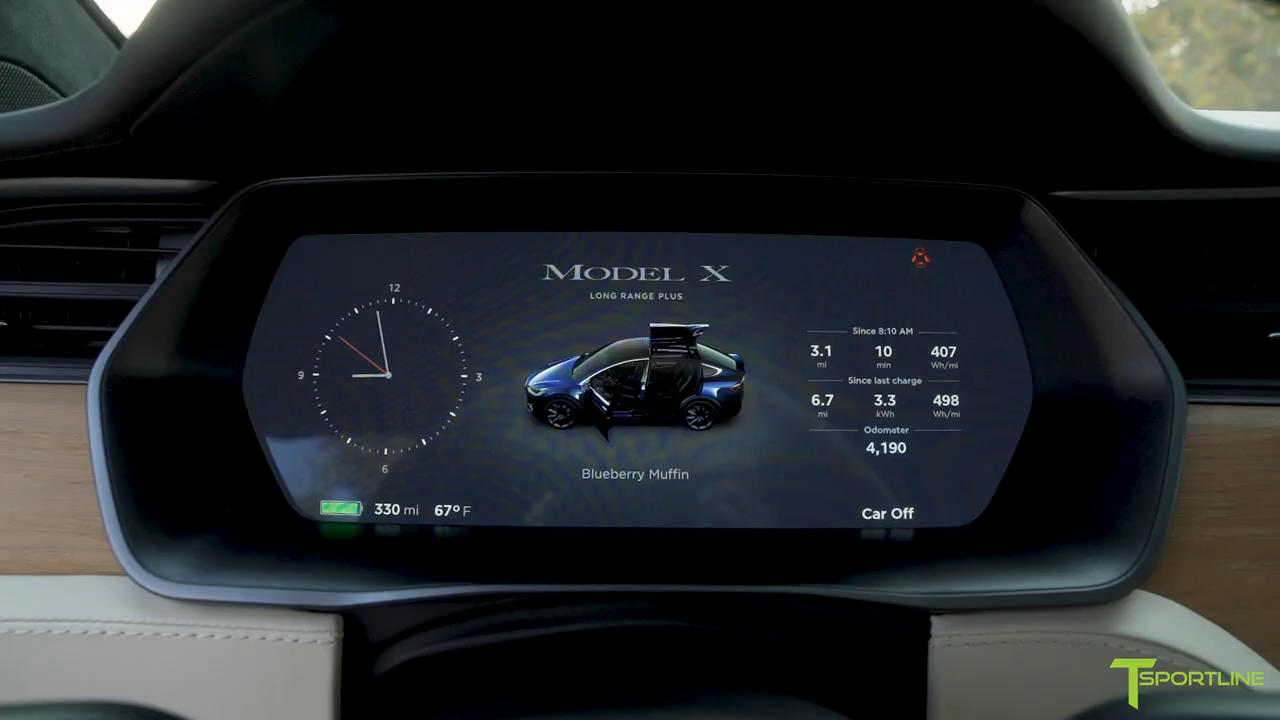 MODEL X
LONG RANGE PLUS
12
9
3
6
Blueberry Muffin
Since 8:10 AM
3.1 10 407
mi min Wh/mi
Since last charge
6.7 3.3 498
mi kWh Wh/mi
Odometer
4,190
330 mi 67° F
Car Off
TSPORTLINE